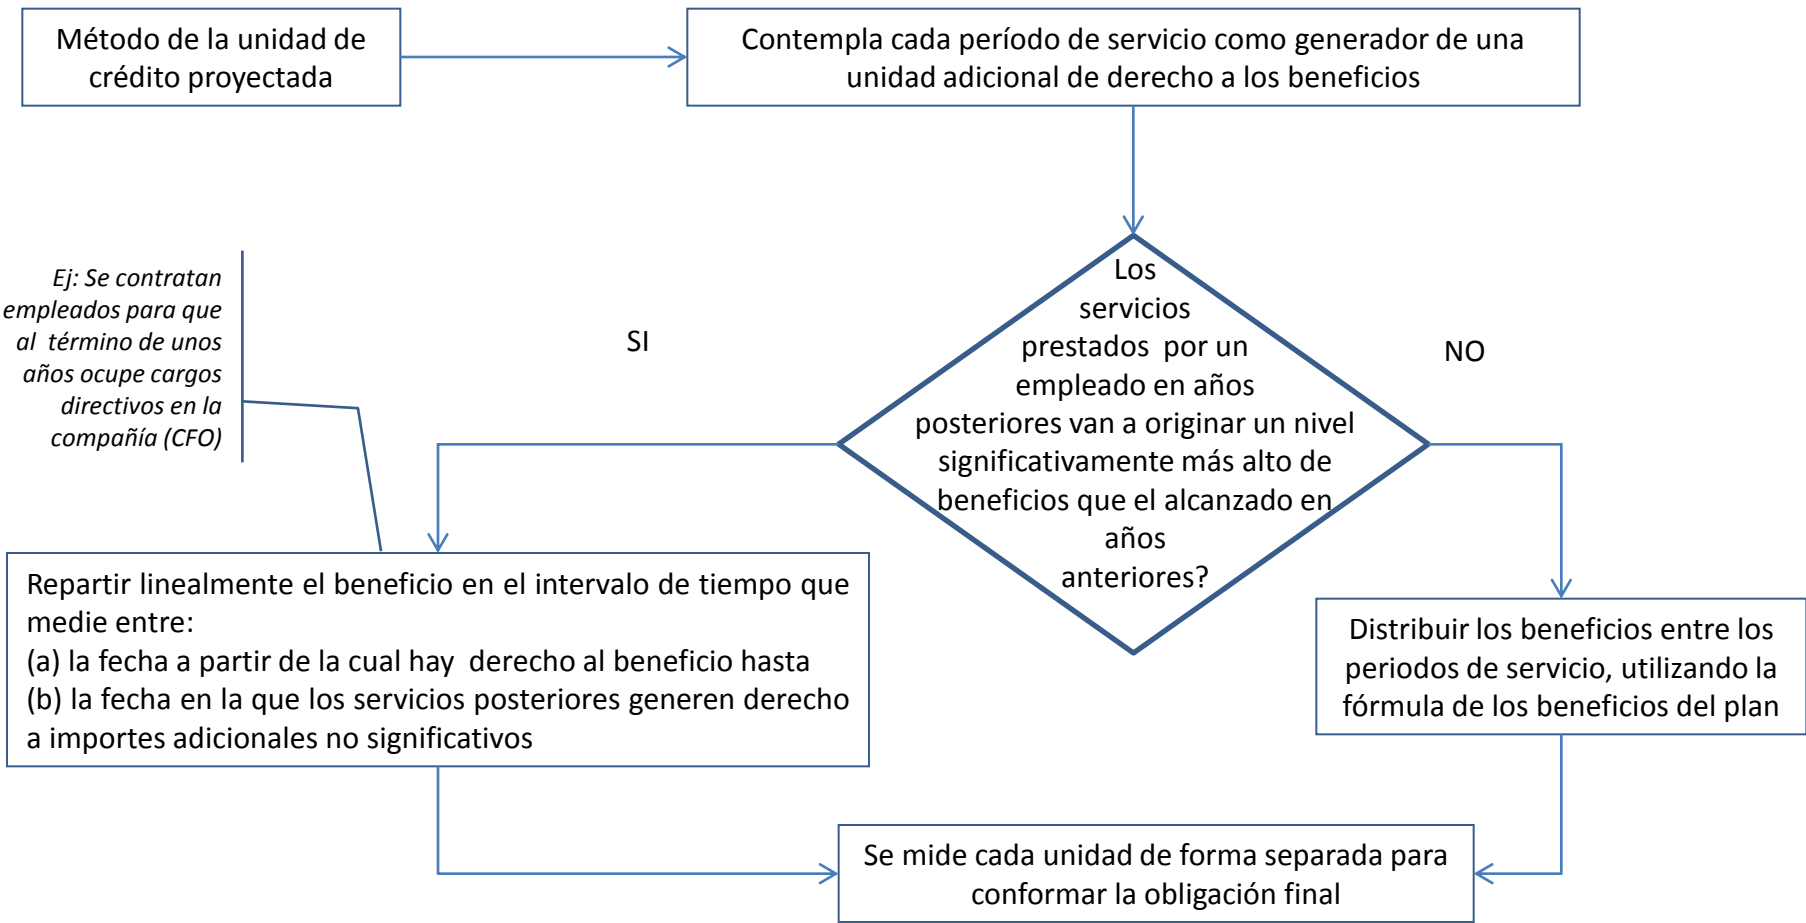 Método de la unidad de
crédito proyectada
Contempla cada período de servicio como generador de una
unidad adicional de derecho a los beneficios
Ej: Se contratan
empleados para que
al  término de unos
años ocupe cargos
directivos en la
compañía (CFO)
SI
Los
servicios
prestados  por un
empleado en años
posteriores van a originar un nivel
significativamente más alto de
beneficios que el alcanzado en
años
anteriores?
NO
Repartir linealmente el beneficio en el intervalo de tiempo que
medie entre:
(a) la fecha a partir de la cual hay  derecho al beneficio hasta
(b) la fecha en la que los servicios posteriores generen derecho
a importes adicionales no significativos
Distribuir los beneficios entre los
periodos de servicio, utilizando la
fórmula de los beneficios del plan
Se mide cada unidad de forma separada para
conformar la obligación final